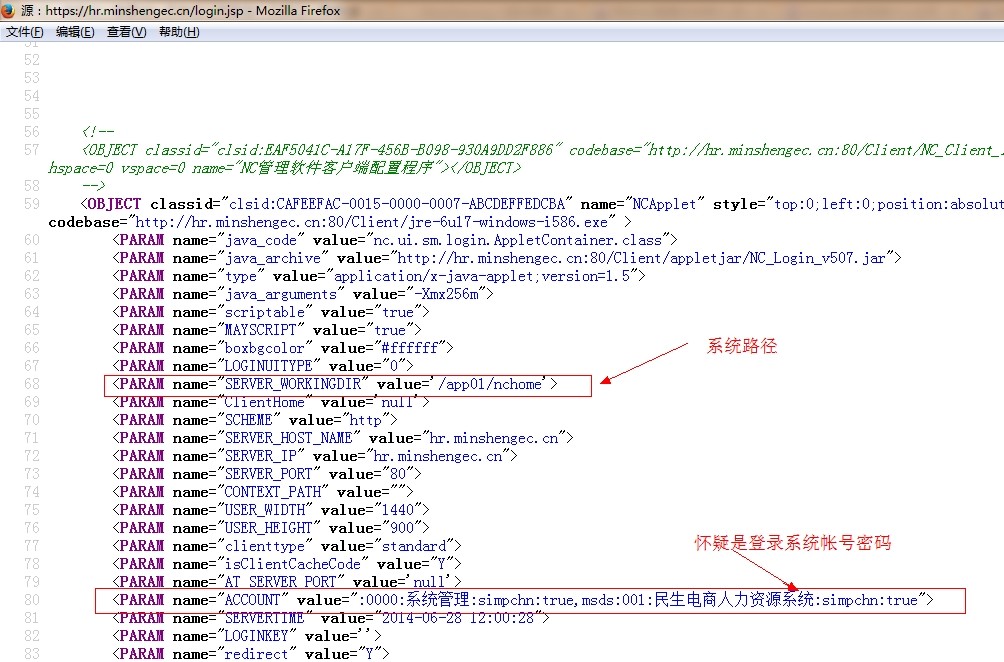 源：https://hr.minshengec.cn/login.jsp - Mozilla Firefox
文件(F) 编辑(E) 查看(V) 帮助(H)
51
52
53
54
55
56 <!--
57 <OBJECT classid="clsid:EAF5041C-A17F-456B-B098-930A9DD2F886" codebase="http://hr.minshengec.cn:80/Client/NC_Client_
hspace=0 vspace=0 name="NC管理软件客户端配置程序"></OBJECT>
58 -->
59 <OBJECT classid="clsid:CAFEEFAC-0015-0000-0007-ABCDEFFEDCBA" name="NCApplet" style="top:0;left:0;position:absolut
codebase="http://hr.minshengec.cn:80/Client/jre-6u17-windows-i586.exe" >
60 <PARAM name="java_code" value="nc.ui.sm.login.AppletContainer.class">
61 <PARAM name="java_archive" value="http://hr.minshengec.cn:80/Client/appletjar/NC_Login_v507.jar">
62 <PARAM name="type" value="application/x-java-applet;version=1.5">
63 <PARAM name="java_arguments" value="-Xmx256m">
64 <PARAM name="scriptable" value="true">
65 <PARAM name="MAYSCRIPT" value="true">
66 <PARAM name="boxbgcolor" value="#ffffff">
系统路径
67 <PARAM name="LOGINUITYPE" value="0">
68 <PARAM name="SERVER_WORKINGDIR" value='/app01/nchome'>
69 <PARAM name="ClientHome" value='null'>
70 <PARAM name="SCHEME" value="http">
71 <PARAM name="SERVER_HOST_NAME" value="hr.minshengec.cn">
72 <PARAM name="SERVER_IP" value="hr.minshengec.cn">
73 <PARAM name="SERVER_PORT" value="80">
74 <PARAM name="CONTEXT_PATH" value="">
75 <PARAM name="USER_WIDTH" value="1440">
76 <PARAM name="USER_HEIGHT" value="900">
77 <PARAM name="clienttype" value="standard">
怀疑是登录系统帐号密码
78 <PARAM name="isClientCacheCode" value="Y">
79 <PARAM name="AT_SERVER_PORT" value='null'>
80 <PARAM name="ACCOUNT" value=":0000:系统管理:simpchn:true,msds:001:民生电商人力资源系统:simpchn:true">
81 <PARAM name="SERVERTIME" value="2014-06-28 12:00:28">
82 <PARAM name="LOGINKEY" value=''>
83 <PARAM name="redirect" value="Y">